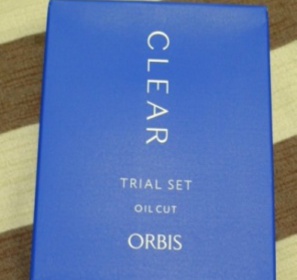 CLEAR
TRIAL SET
OIL CUT
ORBIS